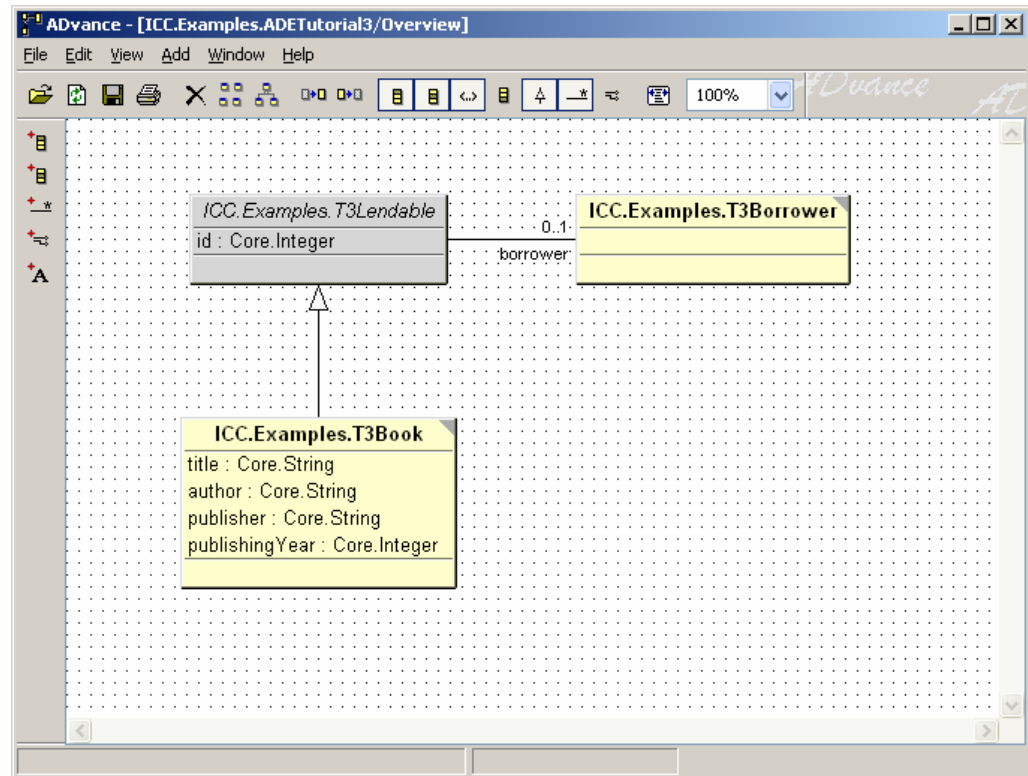 ADvance - [ICC.Examples.ADETutorial3/Overview]
File Edit View Add Window Help
100%
ADvance
AD
ICC.Examples.T3Lendable
id : Core.Integer
0..1
borrower
ICC.Examples.T3Borrower
ICC.Examples.T3Book
title : Core.String
author : Core.String
publisher : Core.String
publishingYear : Core.Integer